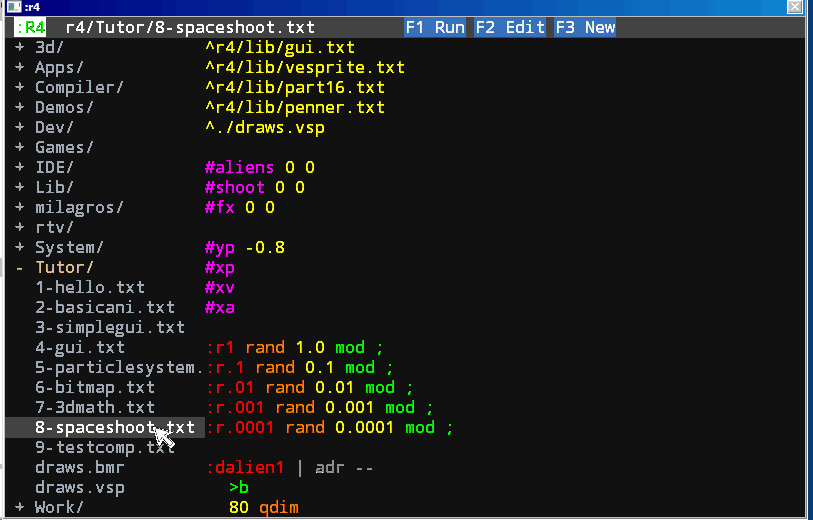 :r4
:R4 r4/Tutor/8-spaceshoot.txt F1 Run F2 Edit F3 New
+ 3d/ ^r4/lib/gui.txt
+ Apps/ ^r4/lib/vesprite.txt
+ Compiler/ ^r4/lib/part16.txt
+ Demos/ ^r4/lib/penner.txt
+ Dev/ ^./draws.vsp
+ Games/
+ IDE/ #aliens 0 0
+ Lib/ #shoot 0 0
+ milagros/ #fx 0 0
+ rtv/
+ System/ #yp -0.8
- Tutor/ #xp
1-hello.txt #xv
2-basicani.txt #xa
3-simplegui.txt
4-gui.txt :r1 rand 1.0 mod ;
5-particlesystem. :r.1 rand 0.1 mod ;
6-bitmap.txt :r.01 rand 0.01 mod ;
7-3dmath.txt :r.001 rand 0.001 mod ;
8-spaceshoot.txt :r.0001 rand 0.0001 mod ;
9-testcomp.txt
draws.bmr :dalien1 | adr --
draws.vsp >b
+ Work/ 80 qdim